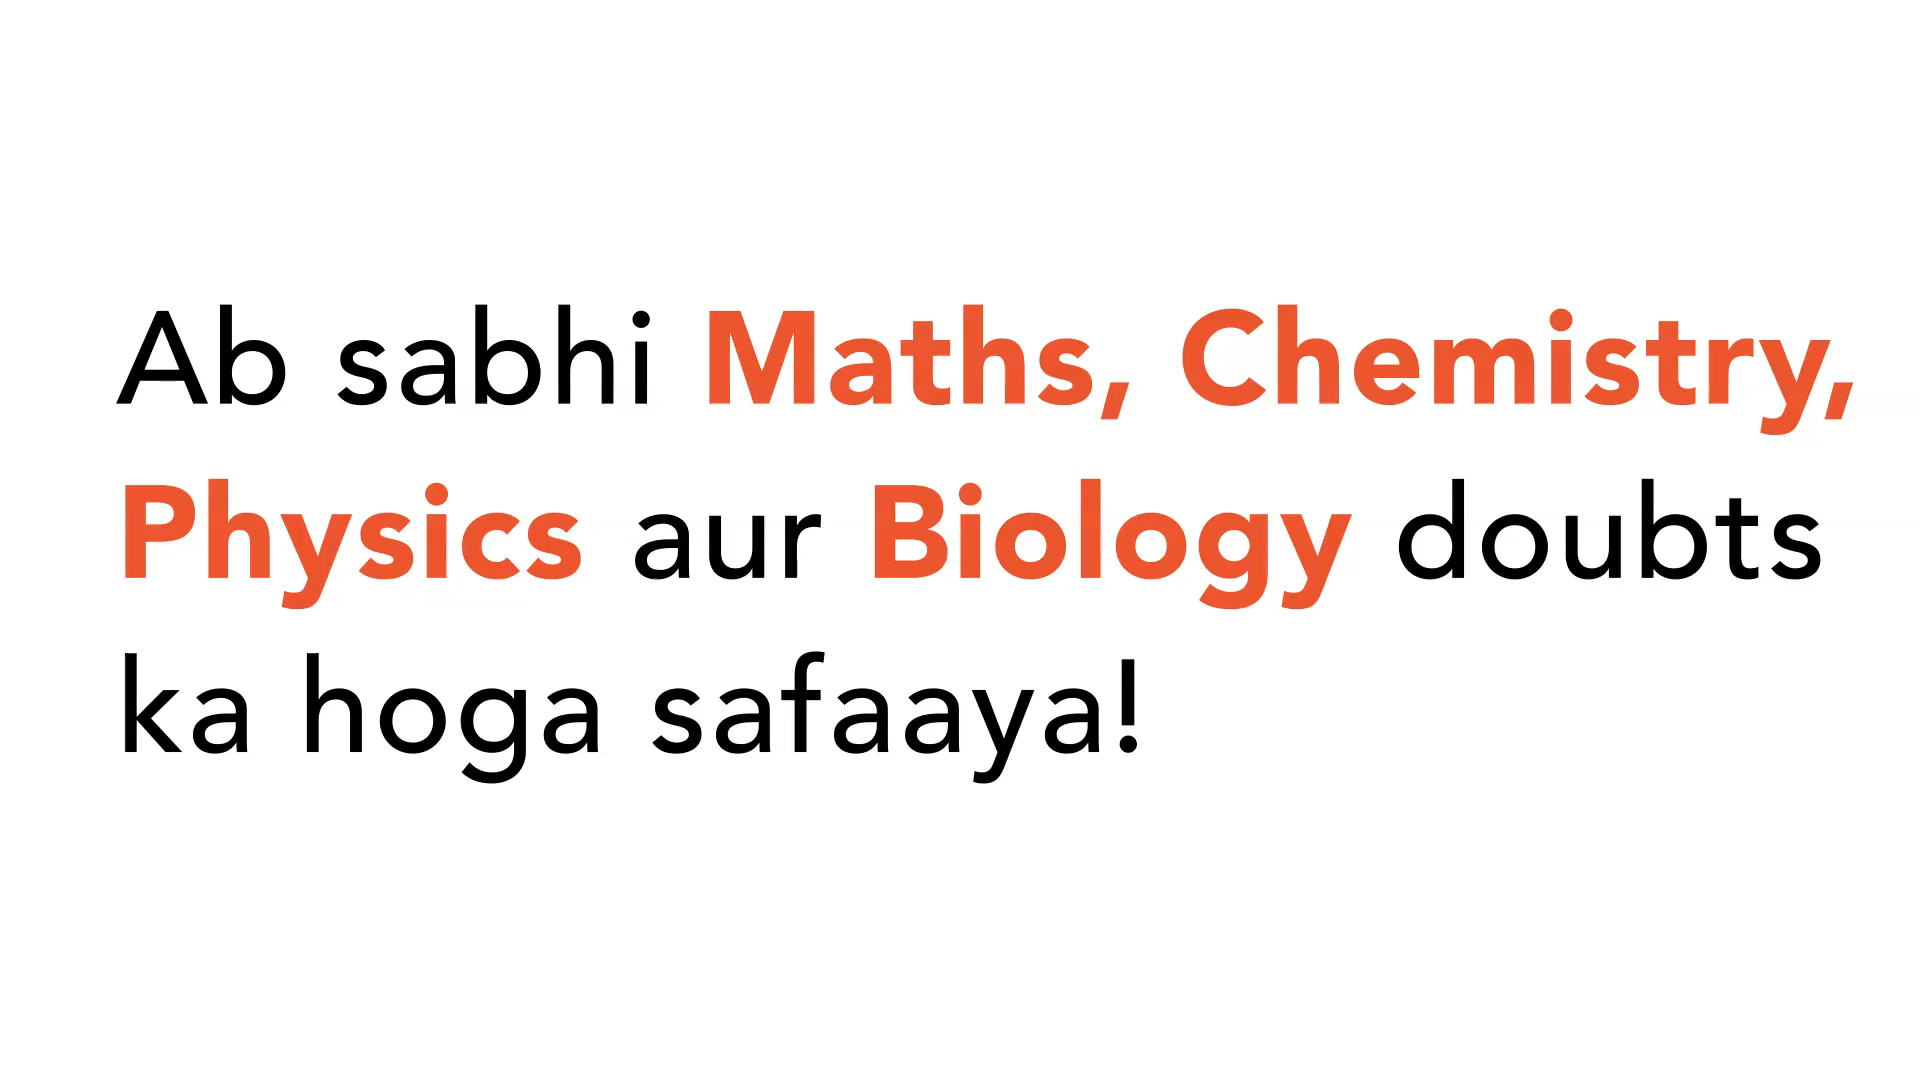 Ab sabhi Maths, Chemistry,
Physics aur Biology doubts
ka hoga safaaya!